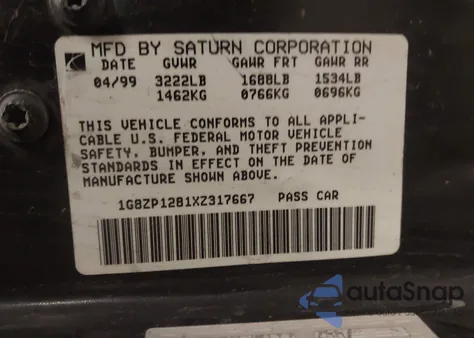 MFD BY SATURN CORPORATION
DATE GVWR GAWR FRT GAWR RR
04/99 3222LB 1688LB 1534LB
1462KG 0766KG 0696KG
THIS VEHICLE CONFORMS TO ALL APPLI-
CABLE U.S. FEDERAL MOTOR VEHICLE
SAFETY, BUMPER, AND THEFT PREVENTION
STANDARDS IN EFFECT ON THE DATE OF
MANUFACTURE SHOWN ABOVE.
1G8ZP1281XZ317667 PASS CAR
autoSnap